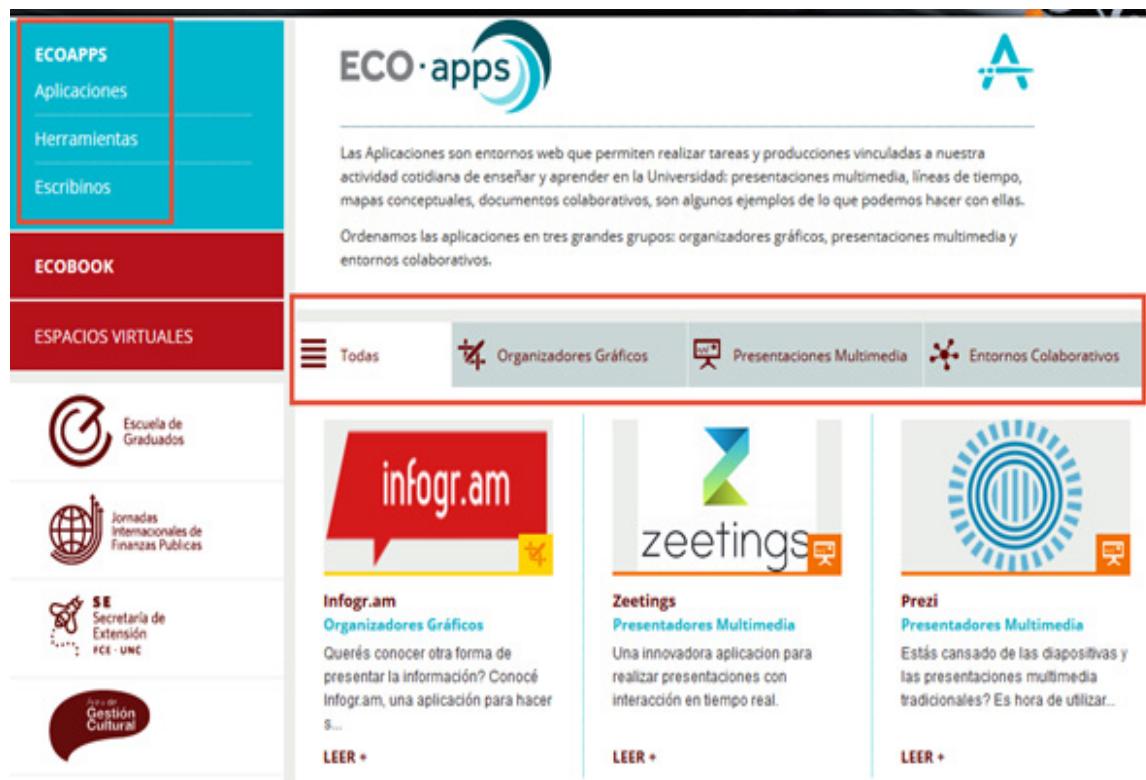 ECOAPPS
Aplicaciones
Herramientas
Escribinos
ECOBOOK
ESPACIOS VIRTUALES
Escuela de
Graduados
Jornadas
Internacionales de
Finanzas Publicas
SE
Secretaría de
Extensión
FCE - UNC
Área de
Gestión
Cultural
ECO·apps
Las Aplicaciones son entornos web que permiten realizar tareas y producciones vinculadas a nuestra
actividad cotidiana de enseñar y aprender en la Universidad: presentaciones multimedia, líneas de tiempo,
mapas conceptuales, documentos colaborativos, son algunos ejemplos de lo que podemos hacer con ellas.
Ordenamos las aplicaciones en tres grandes grupos: organizadores gráficos, presentaciones multimedia y
entornos colaborativos.
Todas
Organizadores Gráficos
Presentaciones Multimedia
Entornos Colaborativos
infogr.am
Infogr.am
Organizadores Gráficos
Querés conocer otra forma de
presentar la información? Conocé
Infogr.am, una aplicación para hacer
s...
LEER +
zeetings
Zeetings
Presentadores Multimedia
Una innovadora aplicacion para
realizar presentaciones con
interacción en tiempo real.
LEER +
Prezi
Presentadores Multimedia
Estás cansado de las diapositivas y
las presentaciones multimedia
tradicionales? Es hora de utilizar...
LEER +